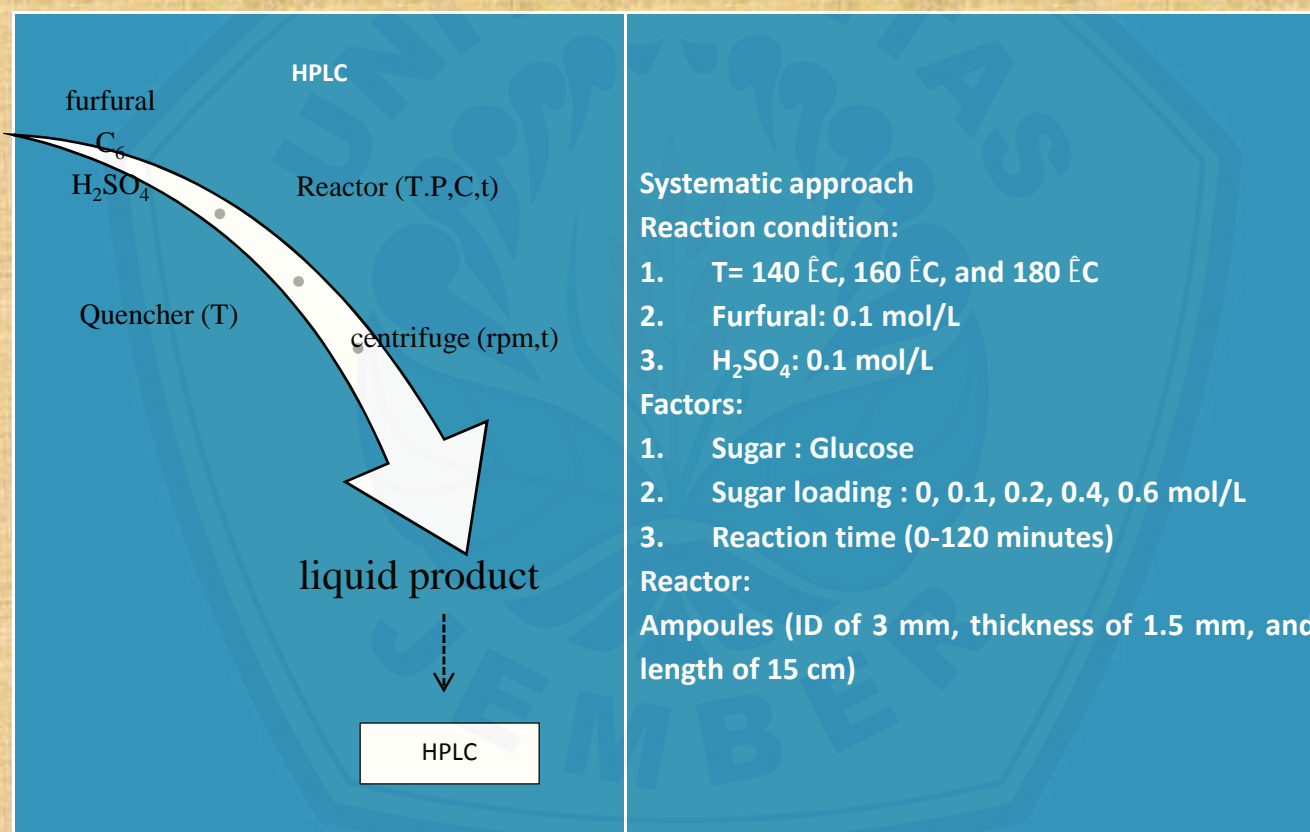 HPLC
furfural
C₆
H₂SO₄
Reactor (T.P,C,t)
Quencher (T)
centrifuge (rpm,t)
liquid product
HPLC
Systematic approach
Reaction condition:
1. T= 140 ÊC, 160 ÊC, and 180 ÊC
2. Furfural: 0.1 mol/L
3. H₂SO₄: 0.1 mol/L
Factors:
1. Sugar : Glucose
2. Sugar loading : 0, 0.1, 0.2, 0.4, 0.6 mol/L
3. Reaction time (0-120 minutes)
Reactor:
Ampoules (ID of 3 mm, thickness of 1.5 mm, and
length of 15 cm)
JEMBER